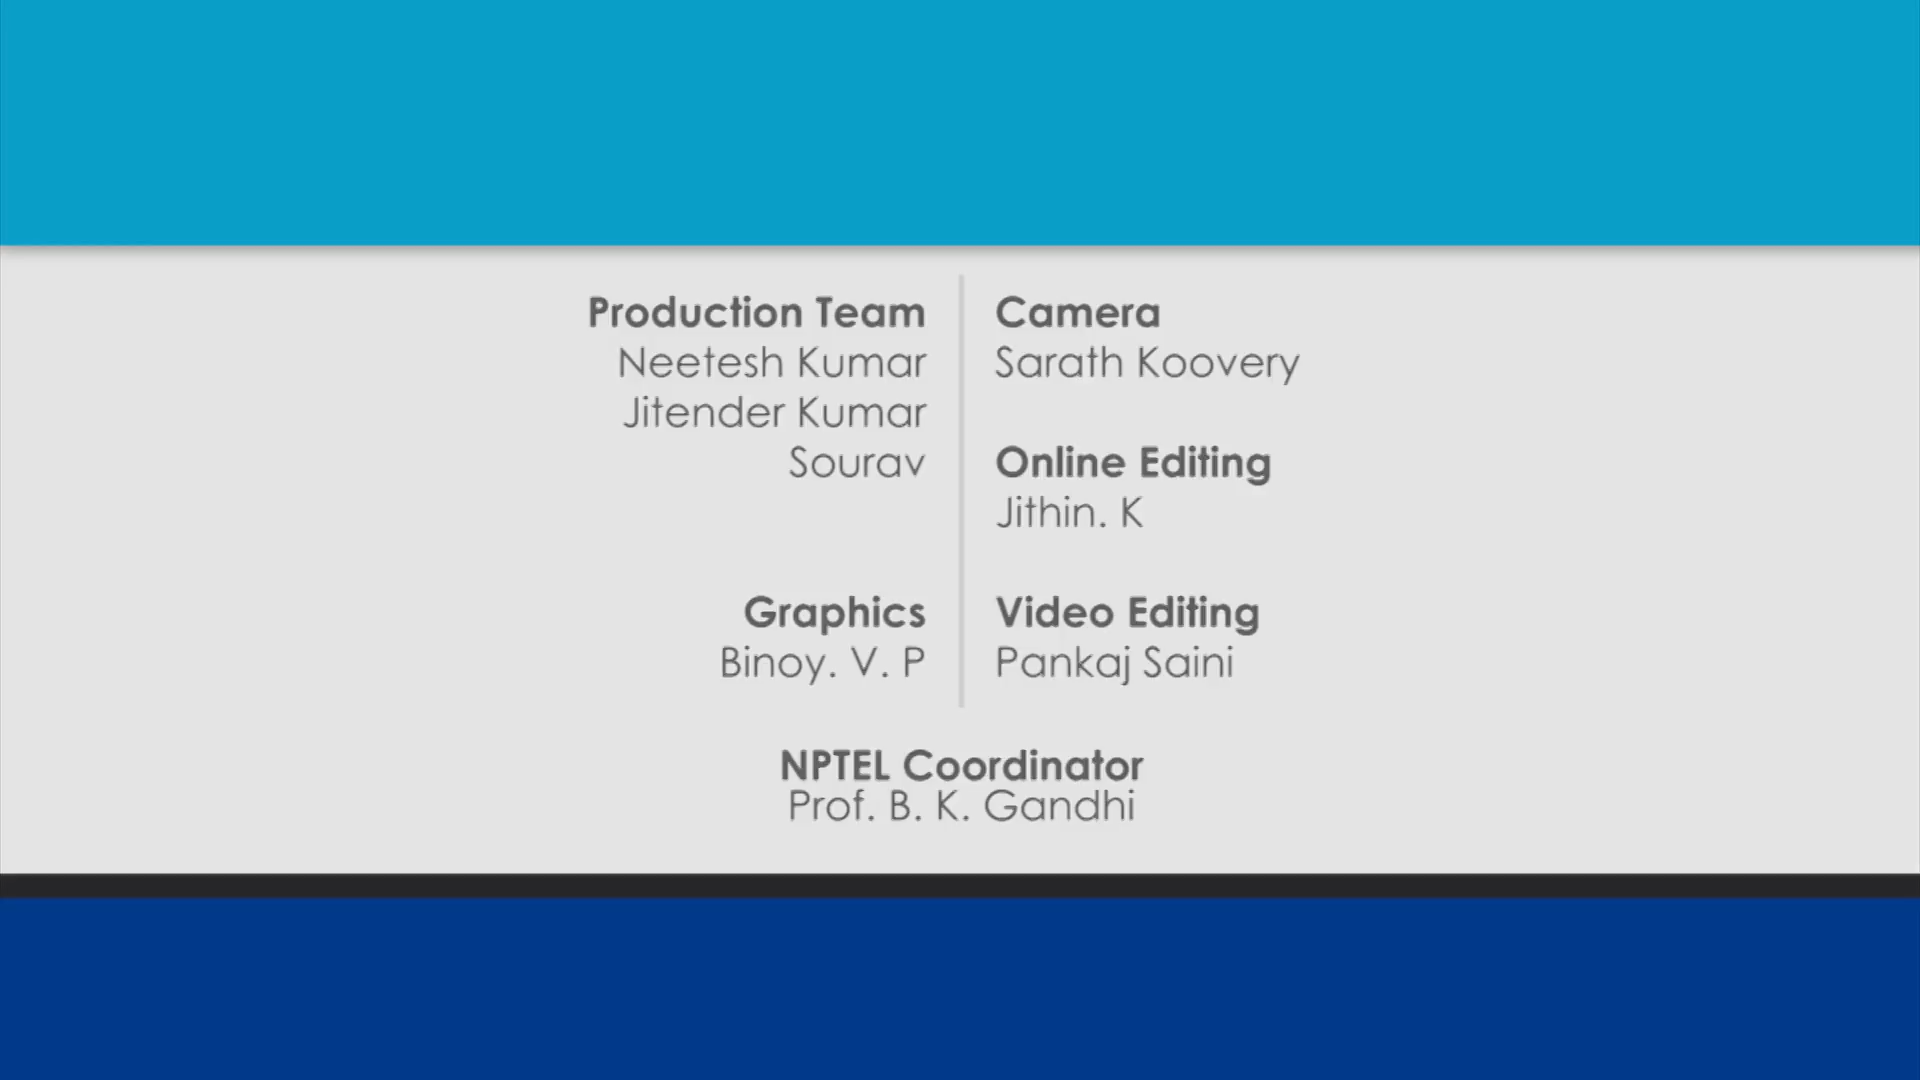 Production Team
Neetesh Kumar
Jitender Kumar
Sourav
Graphics
Binoy. V. P
Camera
Sarath Koovery
Online Editing
Jithin. K
Video Editing
Pankaj Saini
NPTEL Coordinator
Prof. B. K. Gandhi